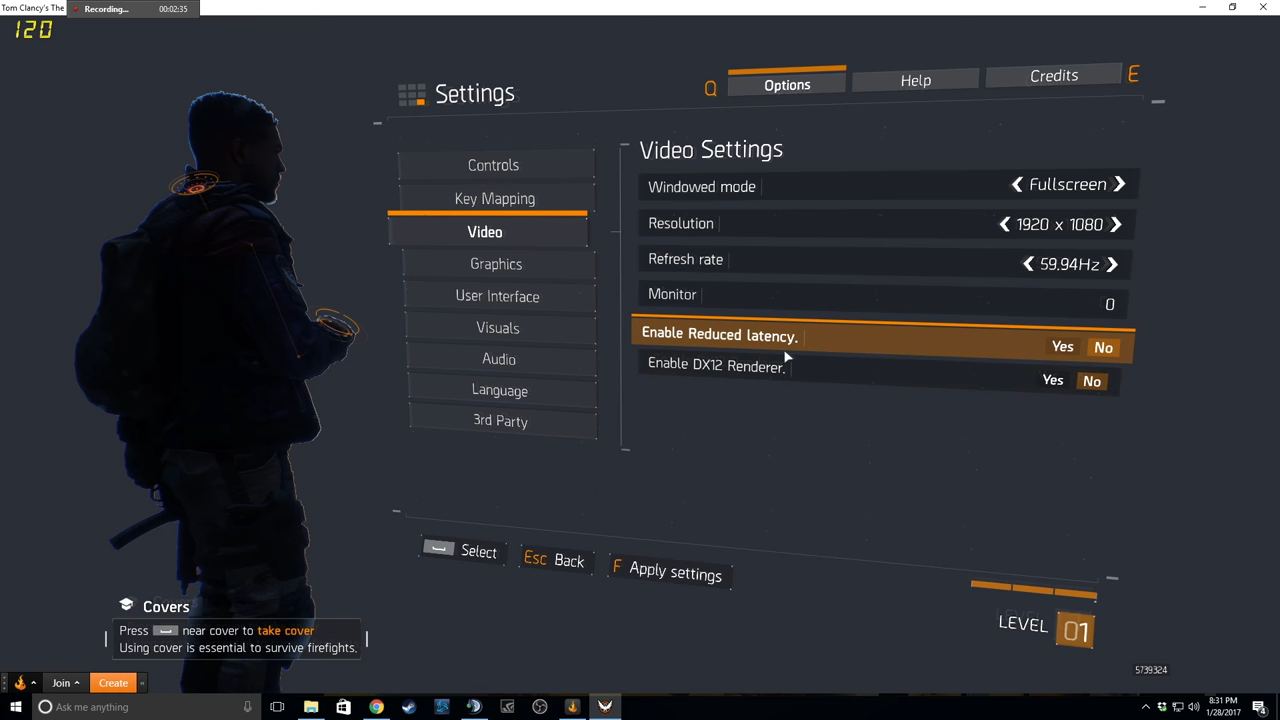 Tom Clancy's The
Recording...
00:02:35
120
Settings
Q
Options
Help
Credits
E
Controls
Key Mapping
Video
Graphics
User Interface
Visuals
Audio
Language
3rd Party
Video Settings
Windowed mode
Fullscreen
Resolution
1920 x 1080
Refresh rate
59.94Hz
Monitor
0
Enable Reduced latency.
Yes No
Enable DX12 Renderer.
Yes No
Select
Esc Back
F Apply settings
Covers
Press near cover to take cover
Using cover is essential to survive firefights.
LEVEL 01
5739324
Join
Create
Ask me anything
8:31 PM
1/28/2017
4